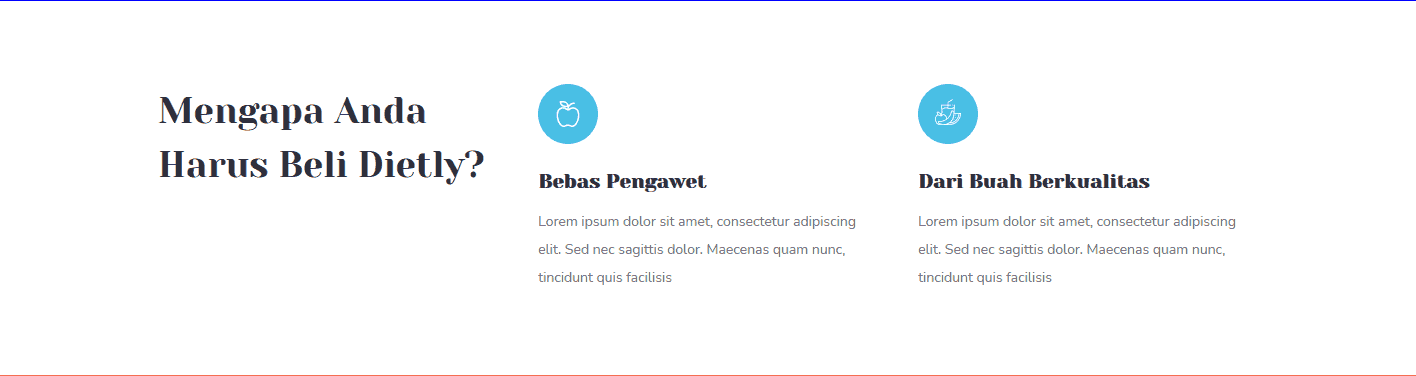 Mengapa Anda
Harus Beli Dietly?
Bebas Pengawet
Lorem ipsum dolor sit amet, consectetur adipiscing
elit. Sed nec sagittis dolor. Maecenas quam nunc,
tincidunt quis facilisis
Dari Buah Berkualitas
Lorem ipsum dolor sit amet, consectetur adipiscing
elit. Sed nec sagittis dolor. Maecenas quam nunc,
tincidunt quis facilisis